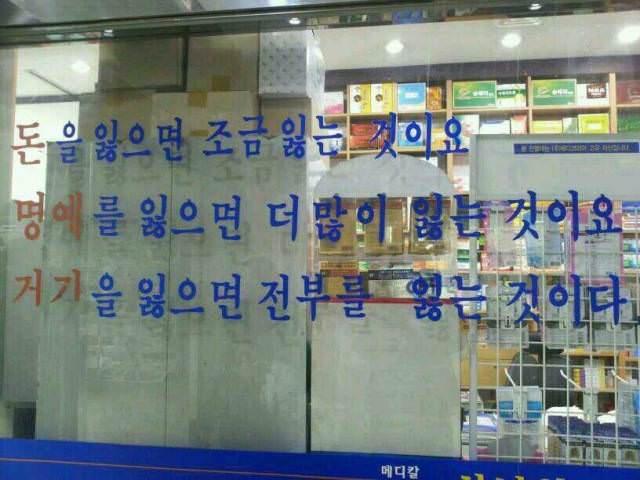 돈을 잃으면 조금 잃는 것이요
명예를 잃으면 더 많이 잃는 것이요
거기을 잃으면 전부를 잃는 것이다
메디칼